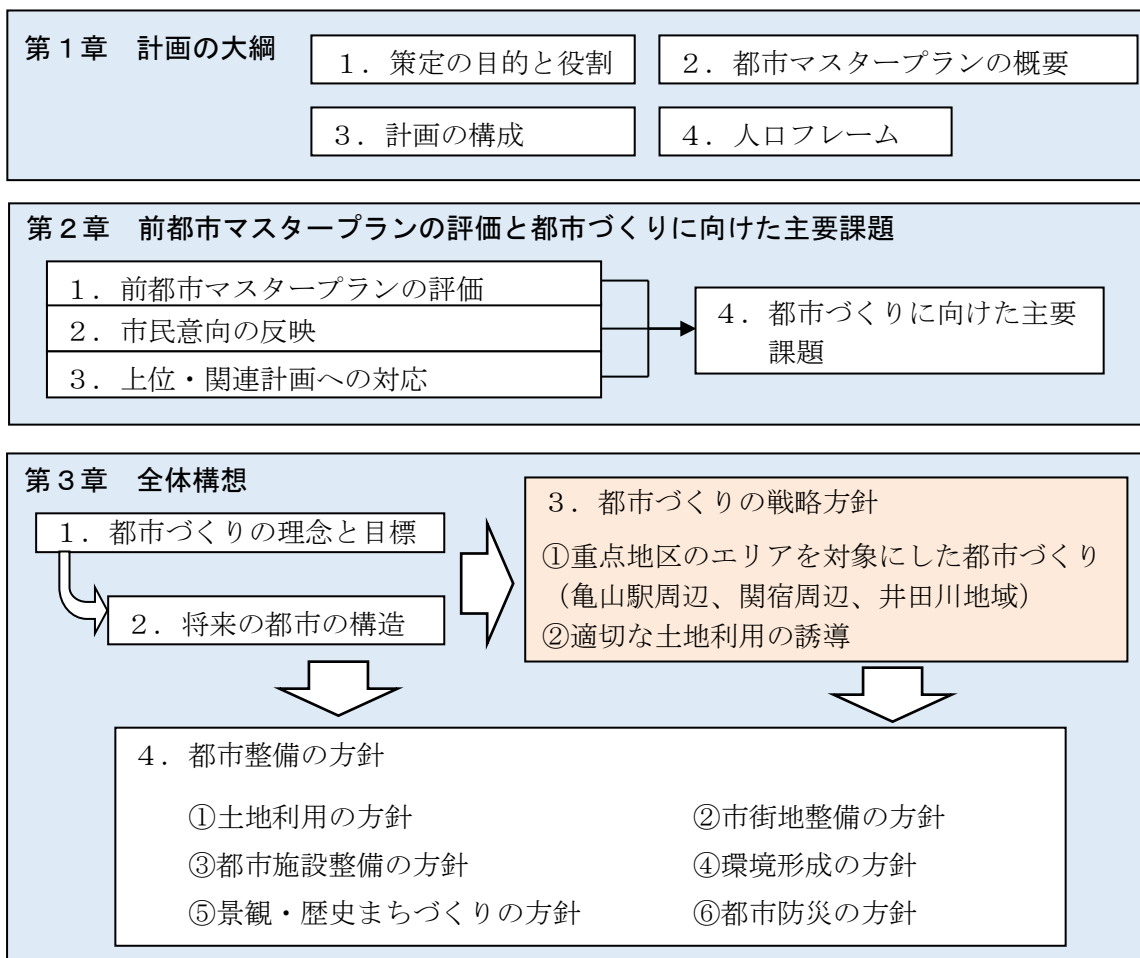 第１章　計画の大綱
１．策定の目的と役割
２．都市マスタープランの概要
３．計画の構成
４．人口フレーム
第２章　前都市マスタープランの評価と都市づくりに向けた主要課題
１．前都市マスタープランの評価
２．市民意向の反映
３．上位・関連計画への対応
４．都市づくりに向けた主要
課題
第３章　全体構想
１．都市づくりの理念と目標
２．将来の都市の構造
３．都市づくりの戦略方針
①重点地区のエリアを対象にした都市づくり
（亀山駅周辺、関宿周辺、井田川地域）
②適切な土地利用の誘導
４．都市整備の方針
①土地利用の方針
②市街地整備の方針
③都市施設整備の方針
④環境形成の方針
⑤景観・歴史まちづくりの方針
⑥都市防災の方針